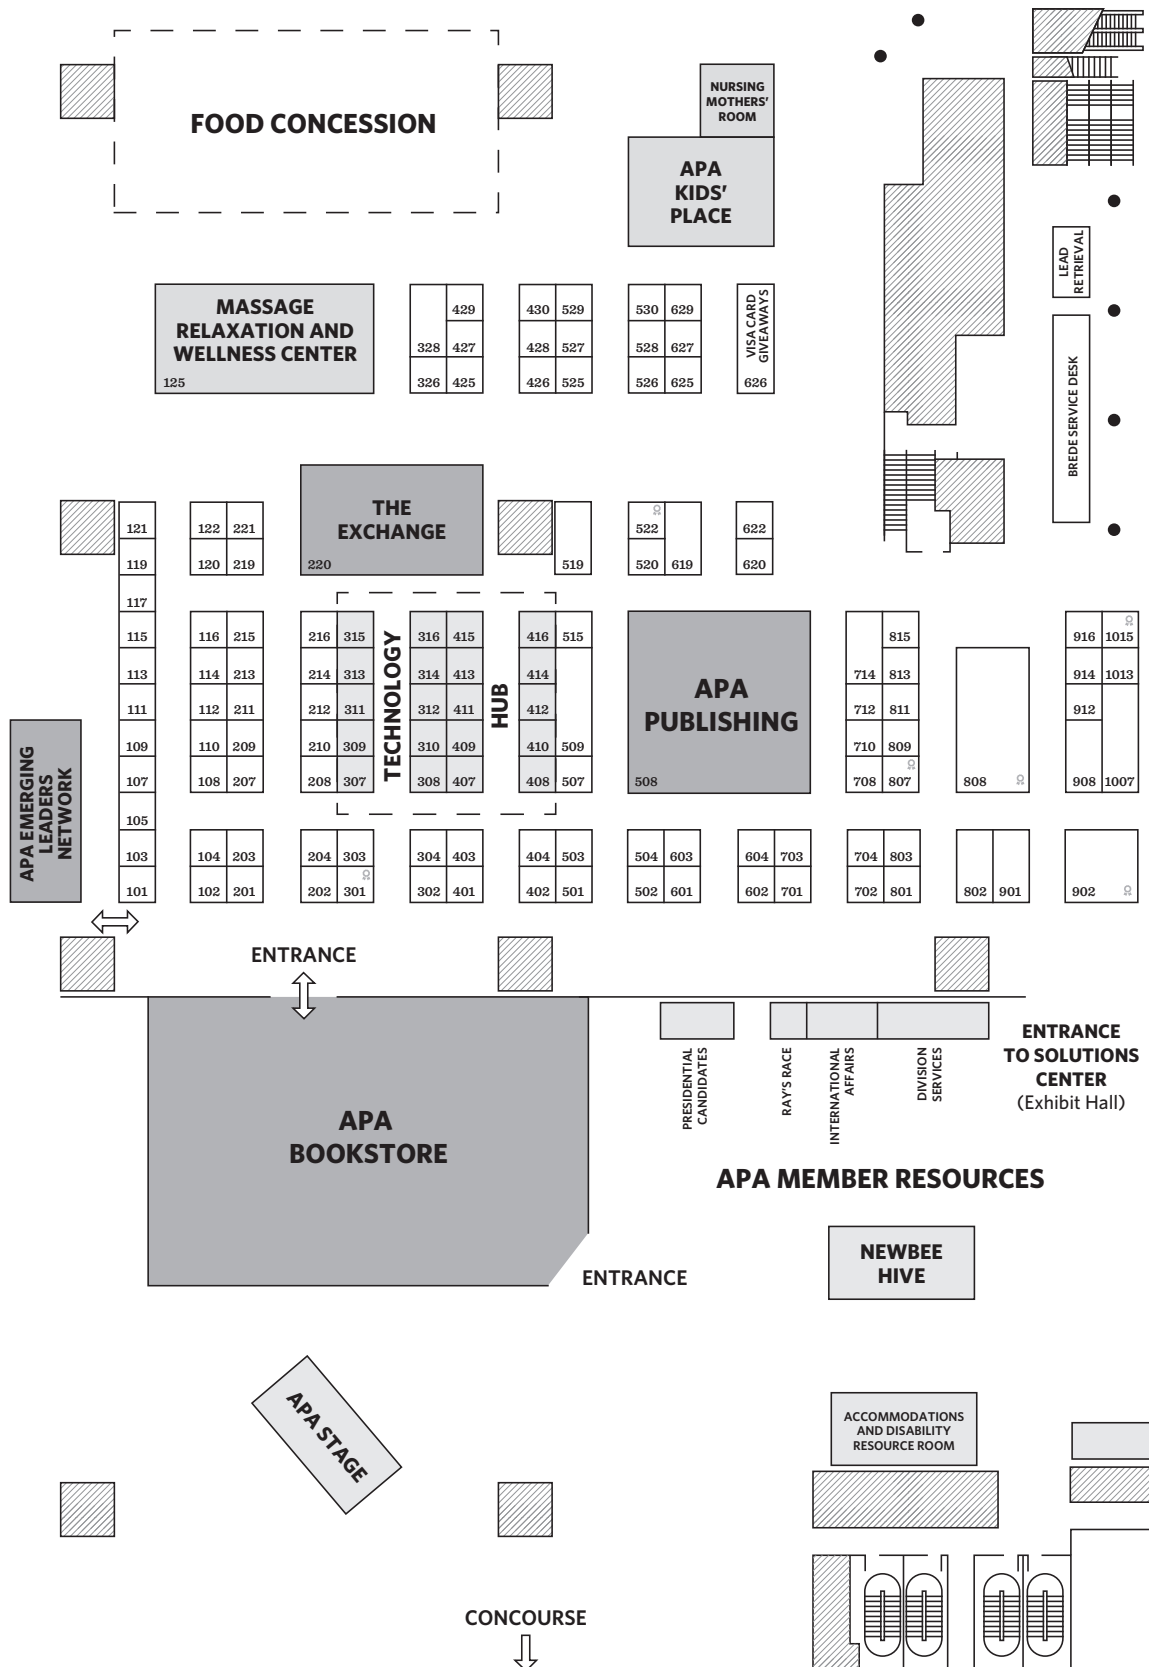 FOOD CONCESSION
NURSING
MOTHERS'
ROOM
APA
KIDS'
PLACE
LEAD
RETRIEVAL
MASSAGE
RELAXATION AND
WELLNESS CENTER
125
429
328 427
326 425
430 529
428 527
426 525
530 629
528 627
526 625
VISA CARD
GIVEAWAYS
626
BREDE SERVICE DESK
THE
EXCHANGE
220
121
119
117
115
113
111
109
107
105
103
101
122 221
120 219
519
522
520 619
622
620
116 215
114 213
112 211
110 209
108 207
216 315
214 313
212 311
210 309
208 307
TECHNOLOGY
HUB
316 415
314 413
312 411
310 409
308 407
416 515
414
412
410 509
408 507
APA
PUBLISHING
508
815
714 813
712 811
710 809
708 807
808
916 1015
914 1013
912
908 1007
APA EMERGING
LEADERS
NETWORK
104 203
102 201
204 303
202 301
304 403
302 401
404 503
402 501
504 603
502 601
604 703
602 701
704 803
702 801
802 901
902
ENTRANCE
PRESIDENTIAL
CANDIDATES
RAY'S RACE
INTERNATIONAL
AFFAIRS
DIVISION
SERVICES
ENTRANCE
TO SOLUTIONS
CENTER
(Exhibit Hall)
APA
BOOKSTORE
APA MEMBER RESOURCES
NEWBEE
HIVE
ENTRANCE
APA STAGE
ACCOMMODATIONS
AND DISABILITY
RESOURCE ROOM
CONCOURSE